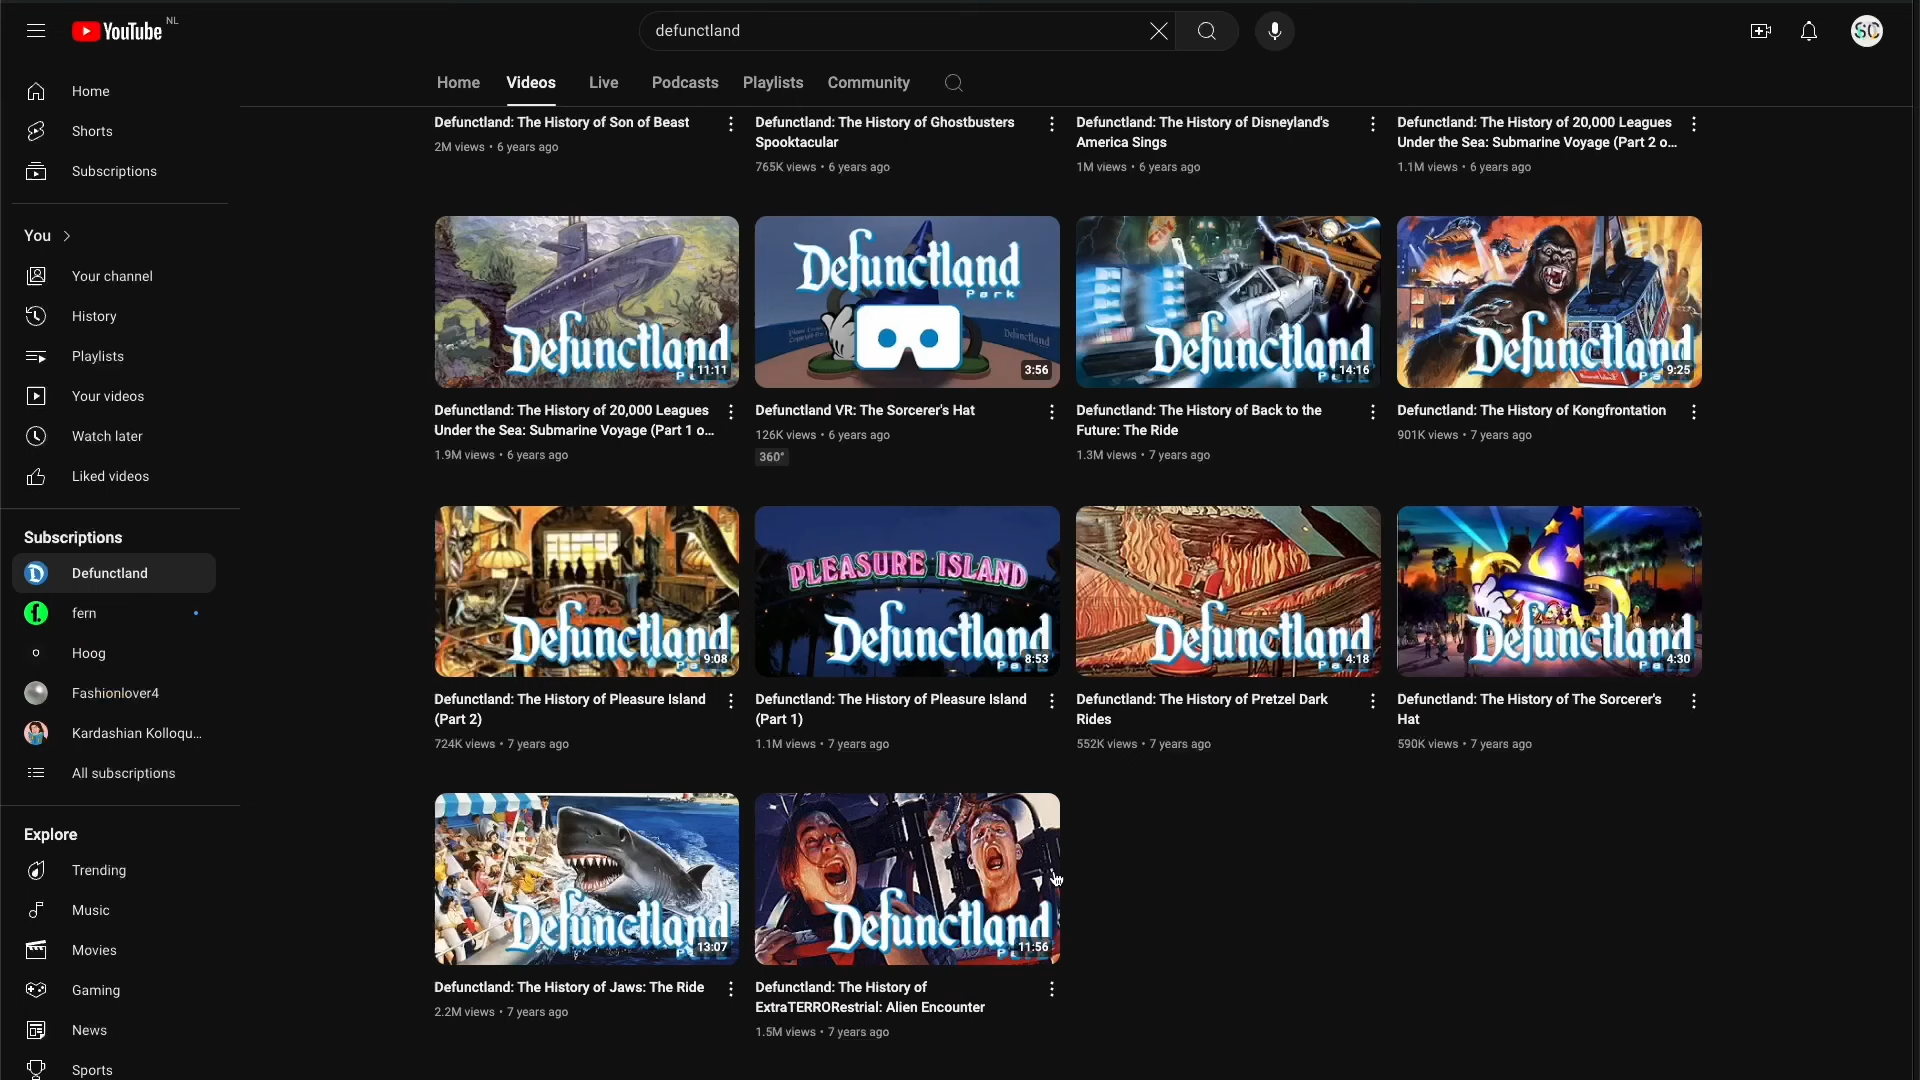 YouTube NL
defunctland
Home
Videos
Live
Podcasts
Playlists
Community
Home
Shorts
Subscriptions
You
Your channel
History
Playlists
Your videos
Watch later
Liked videos
Subscriptions
Defunctland
fern
Hoog
Fashionlover4
Kardashian Kolloqu...
All subscriptions
Explore
Trending
Music
Movies
Gaming
News
Sports
Defunctland: The History of Son of Beast
2M views • 6 years ago
Defunctland: The History of Ghostbusters
Spooktacular
765K views • 6 years ago
Defunctland: The History of Disneyland's
America Sings
1M views • 6 years ago
Defunctland: The History of 20,000 Leagues
Under the Sea: Submarine Voyage (Part 2 o...
1.1M views • 6 years ago
Defunctland
11:11
Defunctland: The History of 20,000 Leagues
Under the Sea: Submarine Voyage (Part 1 o...
1.9M views • 6 years ago
Defunctland
Park
Defunctland
3:56
Defunctland VR: The Sorcerer's Hat
126K views • 6 years ago
360°
Defunctland
14:16
Defunctland: The History of Back to the
Future: The Ride
1.3M views • 7 years ago
Defunctland
9:25
Defunctland: The History of Kongfrontation
901K views • 7 years ago
Defunctland
9:08
Defunctland: The History of Pleasure Island
(Part 2)
724K views • 7 years ago
PLEASURE ISLAND
Defunctland
8:53
Defunctland: The History of Pleasure Island
(Part 1)
1.1M views • 7 years ago
Defunctland
4:18
Defunctland: The History of Pretzel Dark
Rides
552K views • 7 years ago
Defunctland
4:30
Defunctland: The History of The Sorcerer's
Hat
590K views • 7 years ago
Defunctland
13:07
Defunctland: The History of Jaws: The Ride
2.2M views • 7 years ago
Defunctland
11:56
Defunctland: The History of
ExtraTERRORestrial: Alien Encounter
1.5M views • 7 years ago